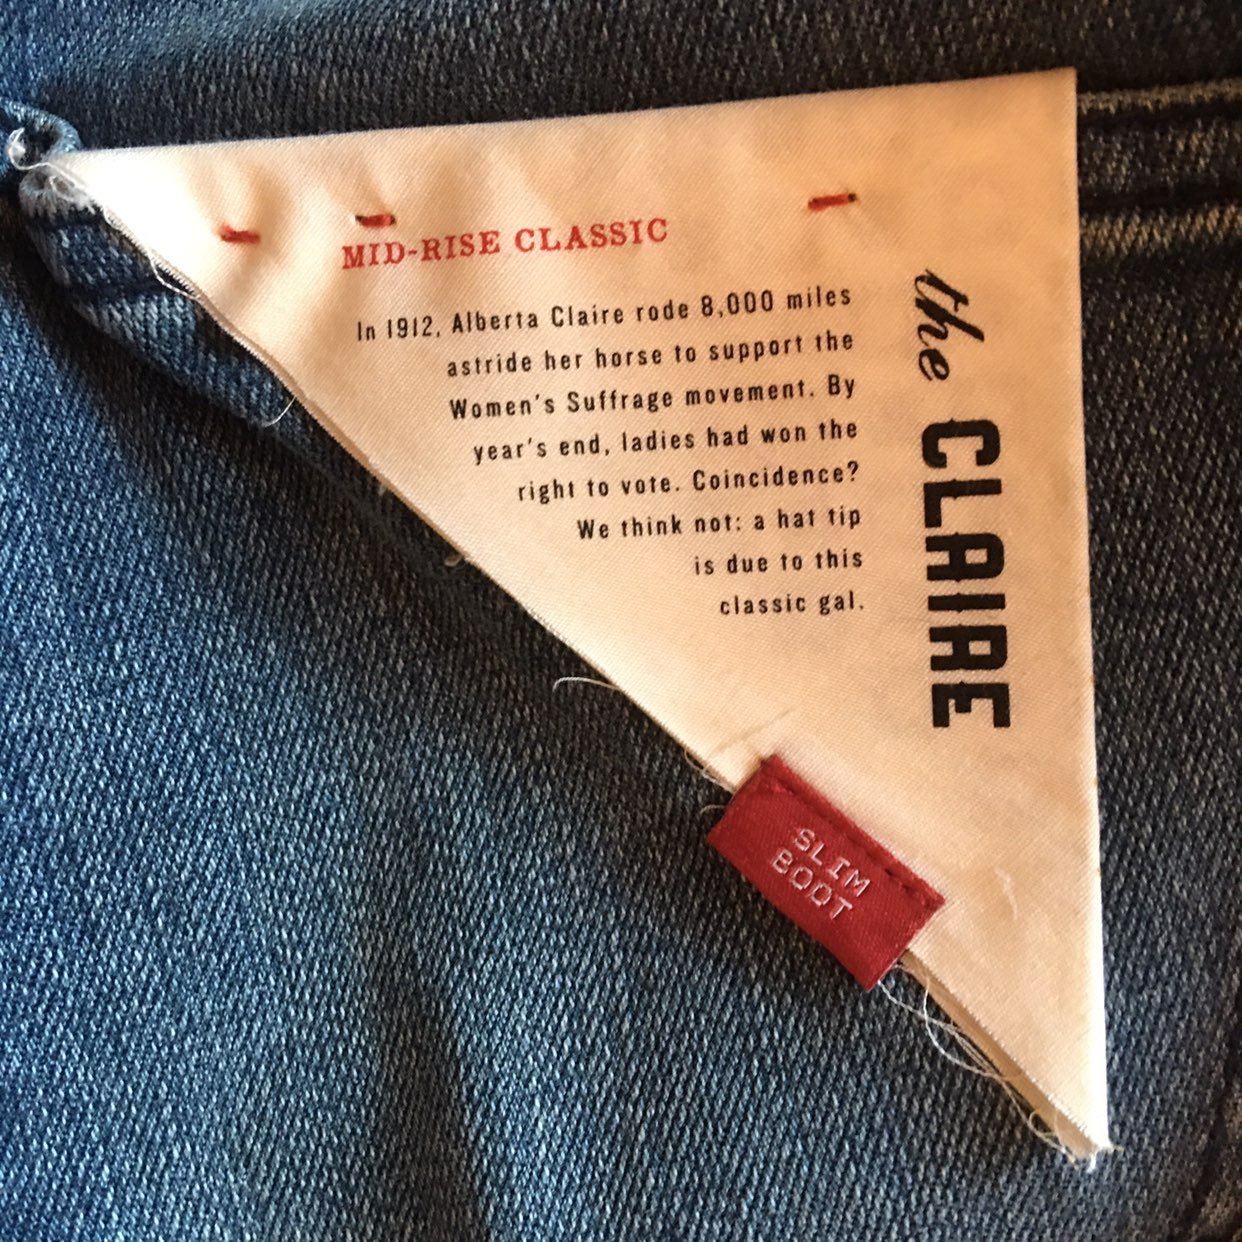 MID-RISE CLASSIC
In 1912, Alberta Claire rode 8,000 miles
astride her horse to support the
Women's Suffrage movement. By
year's end, ladies had won the
right to vote. Coincidence?
We think not: a hat tip
is due to this
classic gal.
the CLAIRE
SLIM
BOOT